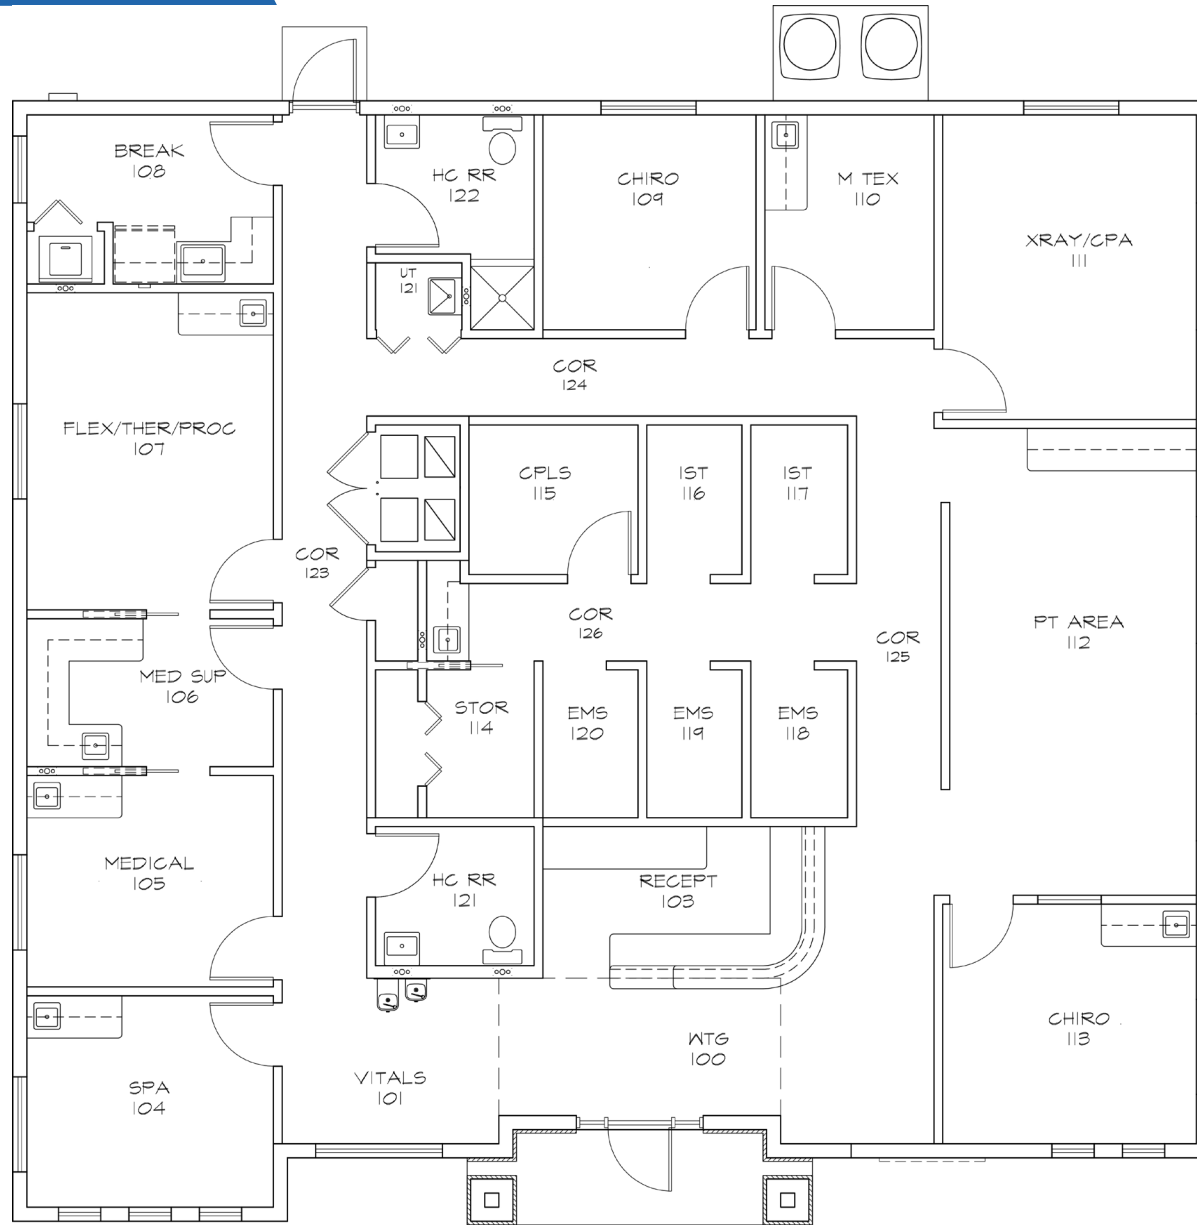 BREAK
108
HC RR
122
CHIRO
109
M TEX
110
XRAY/CPA
111
UT
121
COR
124
FLEX/THER/PROC
107
CPLS
115
IST
116
IST
117
COR
123
COR
126
COR
125
PT AREA
112
MED SUP
106
STOR
114
EMS
120
EMS
119
EMS
118
MEDICAL
105
HC RR
121
RECEPT
103
CHIRO
113
WTG
100
VITALS
101
SPA
104